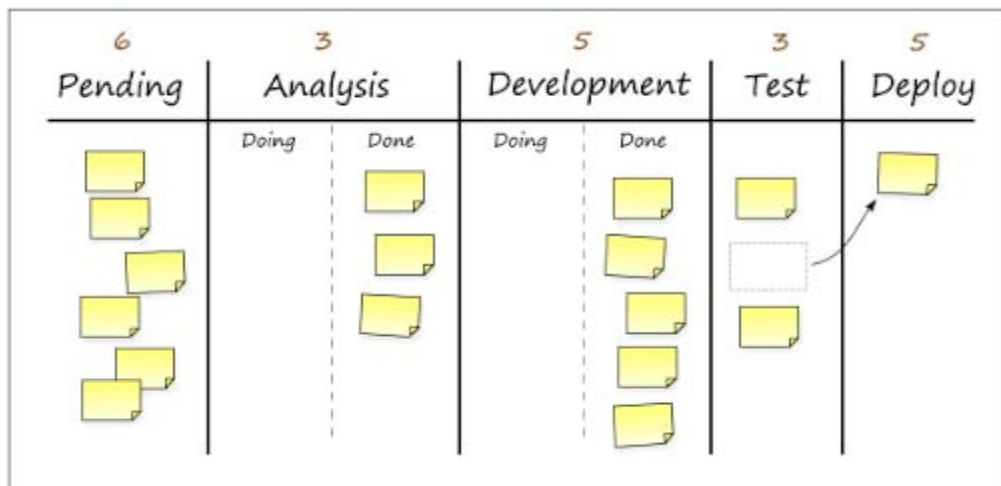 6 3 5 3 5
Pending Analysis Development Test Deploy
Doing Done Doing Done